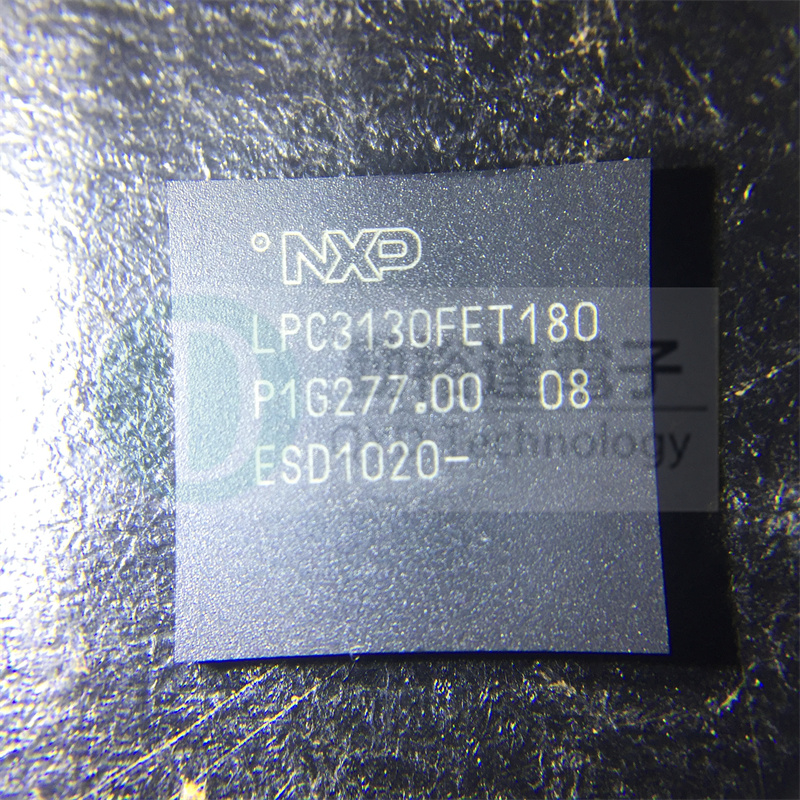 NXP
LPC3130FET180
P1G277.00 08
ESD1020-
Technology